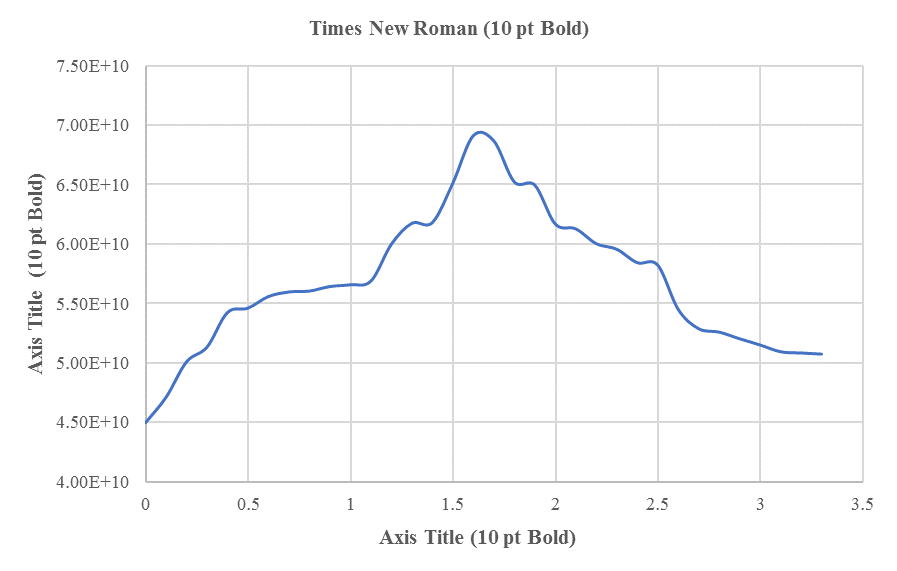 Times New Roman (10 pt Bold)
Axis Title (10 pt Bold)
7.50E+10
7.00E+10
6.50E+10
6.00E+10
5.50E+10
5.00E+10
4.50E+10
4.00E+10
0 0.5 1 1.5 2 2.5 3 3.5
Axis Title (10 pt Bold)